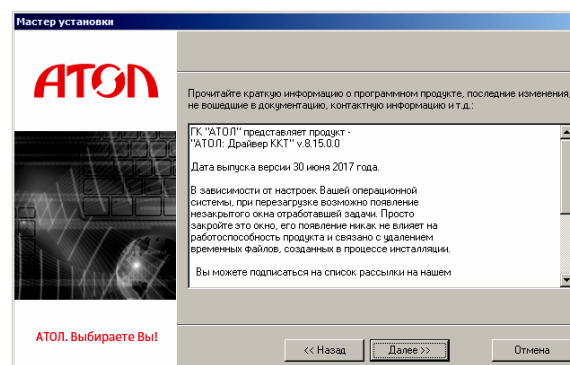 Мастер установки
АТОЛ
Прочитайте краткую информацию о программном продукте, последние изменения,
не вошедшие в документацию, контактную информацию и т.д.:
ГК "АТОЛ" представляет продукт -
"АТОЛ: Драйвер ККТ" v.8.15.0.0
Дата выпуска версии 30 июня 2017 года.
В зависимости от настроек Вашей операционной
системы, при перезагрузке возможно появление
незакрытого окна отработавшей задачи. Просто
закройте это окно, его появление никак не влияет на
работоспособность продукта и связано с удалением
временных файлов, созданных в процессе инсталляции.
Вы можете подписаться на список рассылки на нашем
АТОЛ. Выбираете Вы!
<< Назад
Далее >>
Отмена